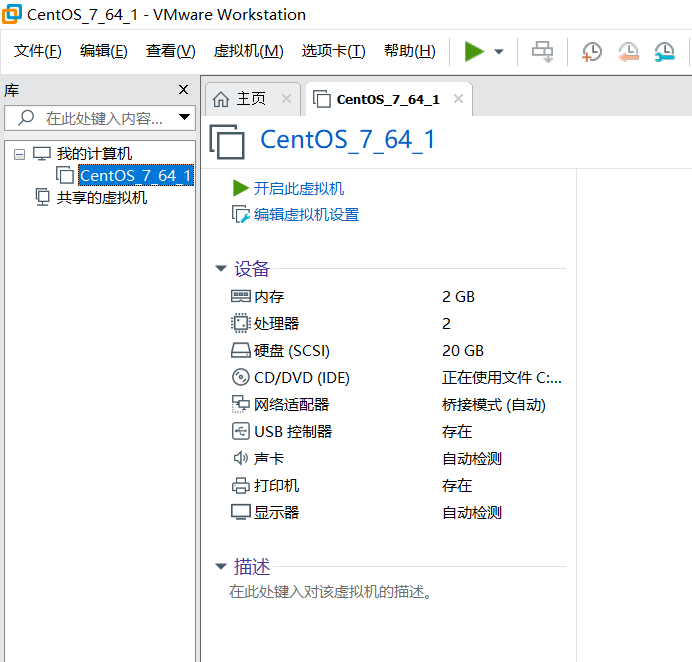 CentOS_7_64_1 - VMware Workstation
文件(F) 编辑(E) 查看(V) 虚拟机(M) 选项卡(T) 帮助(H)
库
在此处键入内容...
我的计算机
CentOS_7_64_1
共享的虚拟机
主页 CentOS_7_64_1
CentOS_7_64_1
开启此虚拟机
编辑虚拟机设置
设备
内存 2 GB
处理器 2
硬盘 (SCSI) 20 GB
CD/DVD (IDE) 正在使用文件 C:...
网络适配器 桥接模式 (自动)
USB 控制器 存在
声卡 自动检测
打印机 存在
显示器 自动检测
描述
在此处键入对该虚拟机的描述。